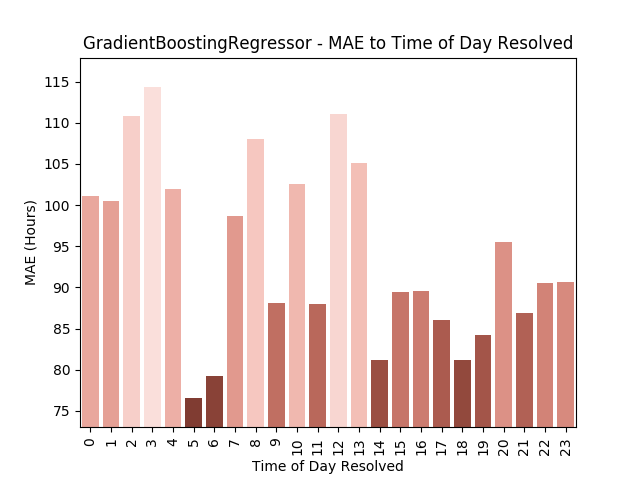 GradientBoostingRegressor - MAE to Time of Day Resolved
MAE (Hours)
115
110
105
100
95
90
85
80
75
0 1 2 3 4 5 6 7 8 9 10 11 12 13 14 15 16 17 18 19 20 21 22 23
Time of Day Resolved